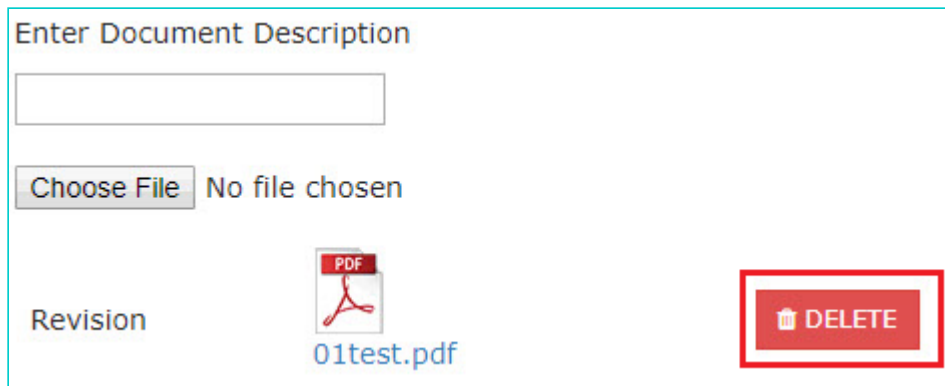 Enter Document Description
Choose File No file chosen
PDF
Revision
01test.pdf
DELETE